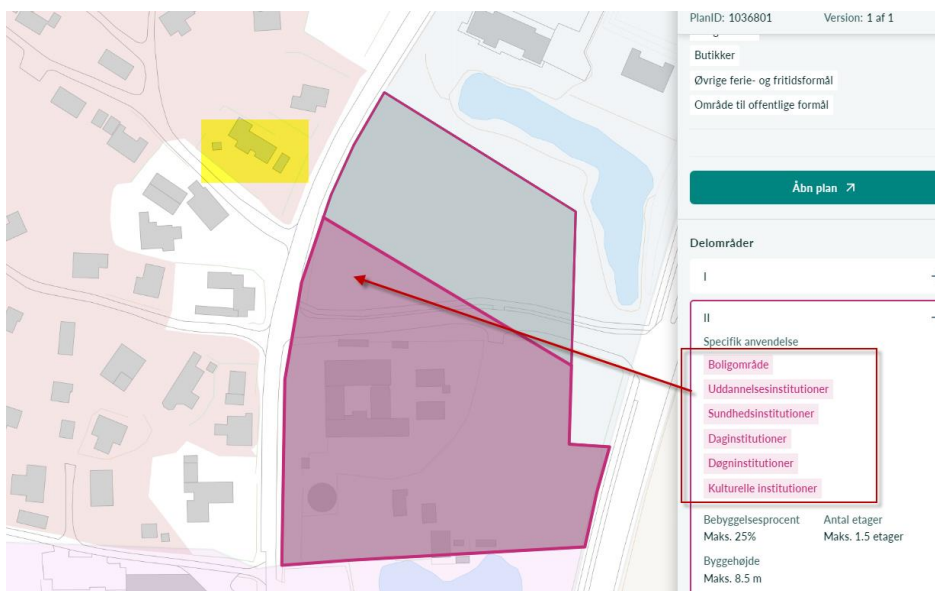 PlanID: 1036801 Version: 1 af 1
Butikker
Øvrige ferie- og fritidsformål
Område til offentlige formål
Åbn plan
Delområder
I
II
Specifik anvendelse
Boligområde
Uddannelsesinstitutioner
Sundhedsinstitutioner
Daginstitutioner
Døgninstitutioner
Kulturelle institutioner
Bebyggelsesprocent Antal etager
Maks. 25% Maks. 1.5 etager
Byggehøjde
Maks. 8.5 m